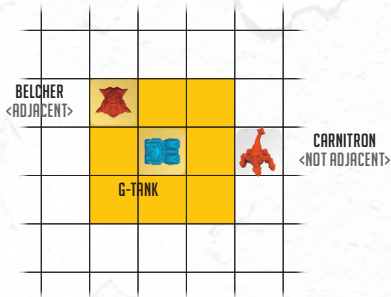 BELCHER
<ADJACENT>
CARNITRON
<NOT ADJACENT>
G-TANK